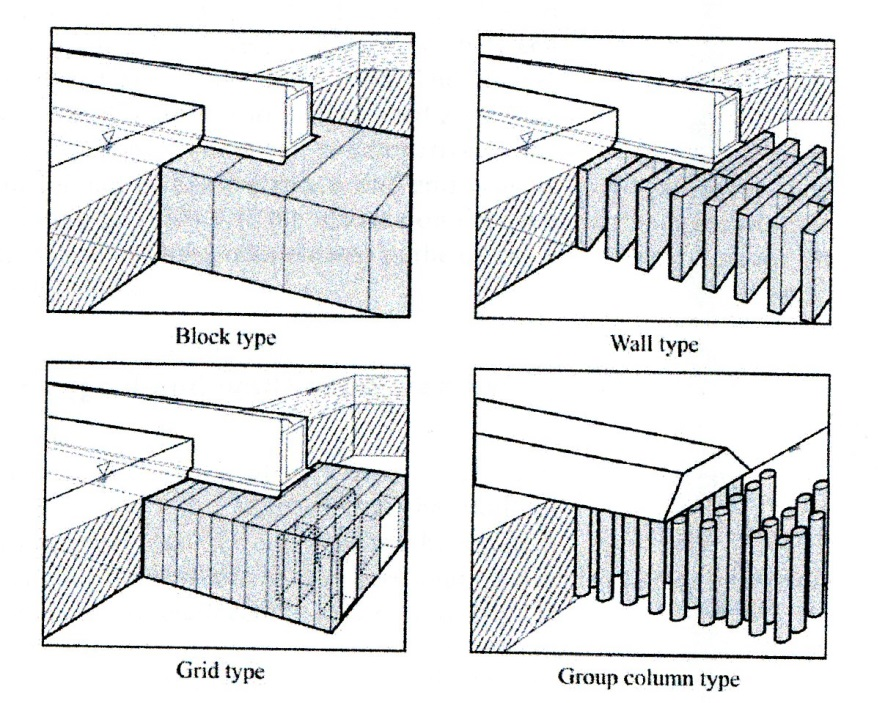 Block type
Wall type
Grid type
Group column type